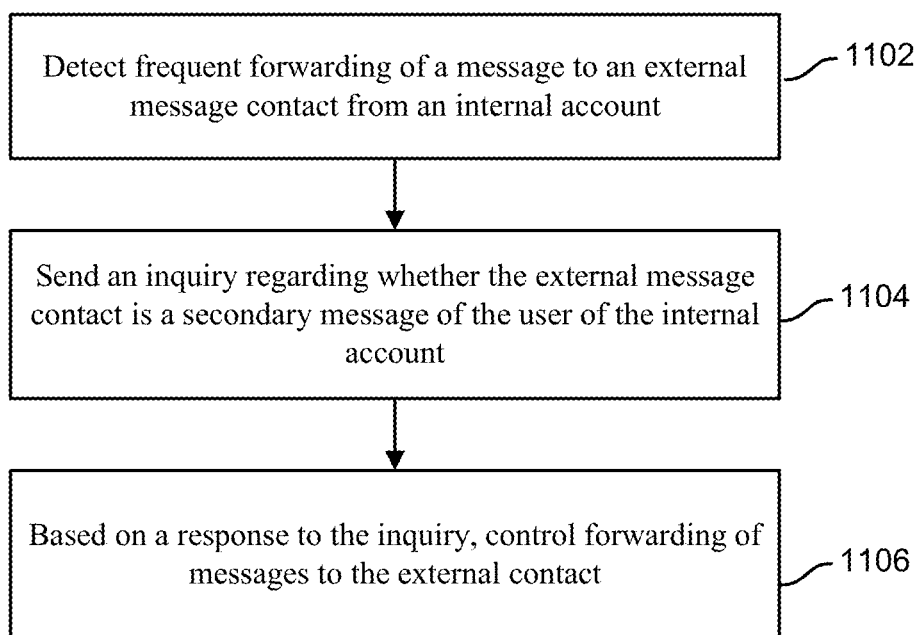 Detect frequent forwarding of a message to an external
message contact from an internal account
1102
Send an inquiry regarding whether the external message
contact is a secondary message of the user of the internal
account
1104
Based on a response to the inquiry, control forwarding of
messages to the external contact
1106